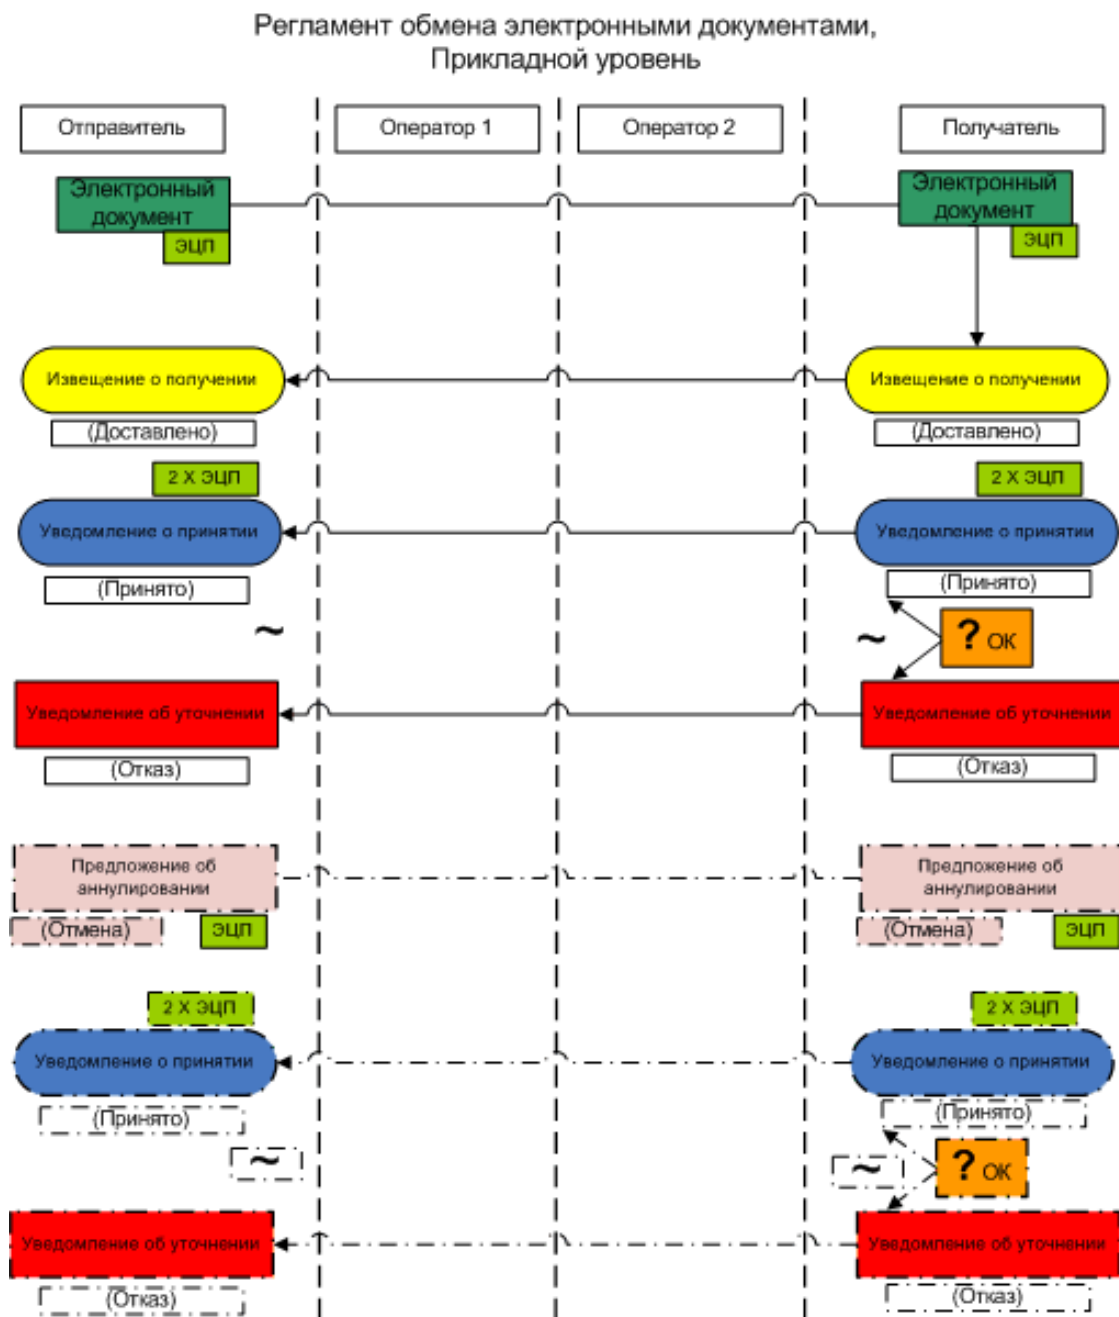 Регламент обмена электронными документами,
Прикладной уровень
Отправитель
Оператор 1
Оператор 2
Получатель
Электронный
документ
ЭЦП
Электронный
документ
ЭЦП
Извещение о получении
Извещение о получении
(Доставлено)
(Доставлено)
2 Х ЭЦП
2 Х ЭЦП
Уведомление о принятии
Уведомление о принятии
(Принято)
(Принято)
~
~
? ОК
Уведомление об уточнении
Уведомление об уточнении
(Отказ)
(Отказ)
Предложение об
аннулировании
Предложение об
аннулировании
(Отмена)
ЭЦП
(Отмена)
ЭЦП
2 Х ЭЦП
2 Х ЭЦП
Уведомление о принятии
Уведомление о принятии
(Принято)
(Принято)
~
~
? ОК
Уведомление об уточнении
Уведомление об уточнении
(Отказ)
(Отказ)